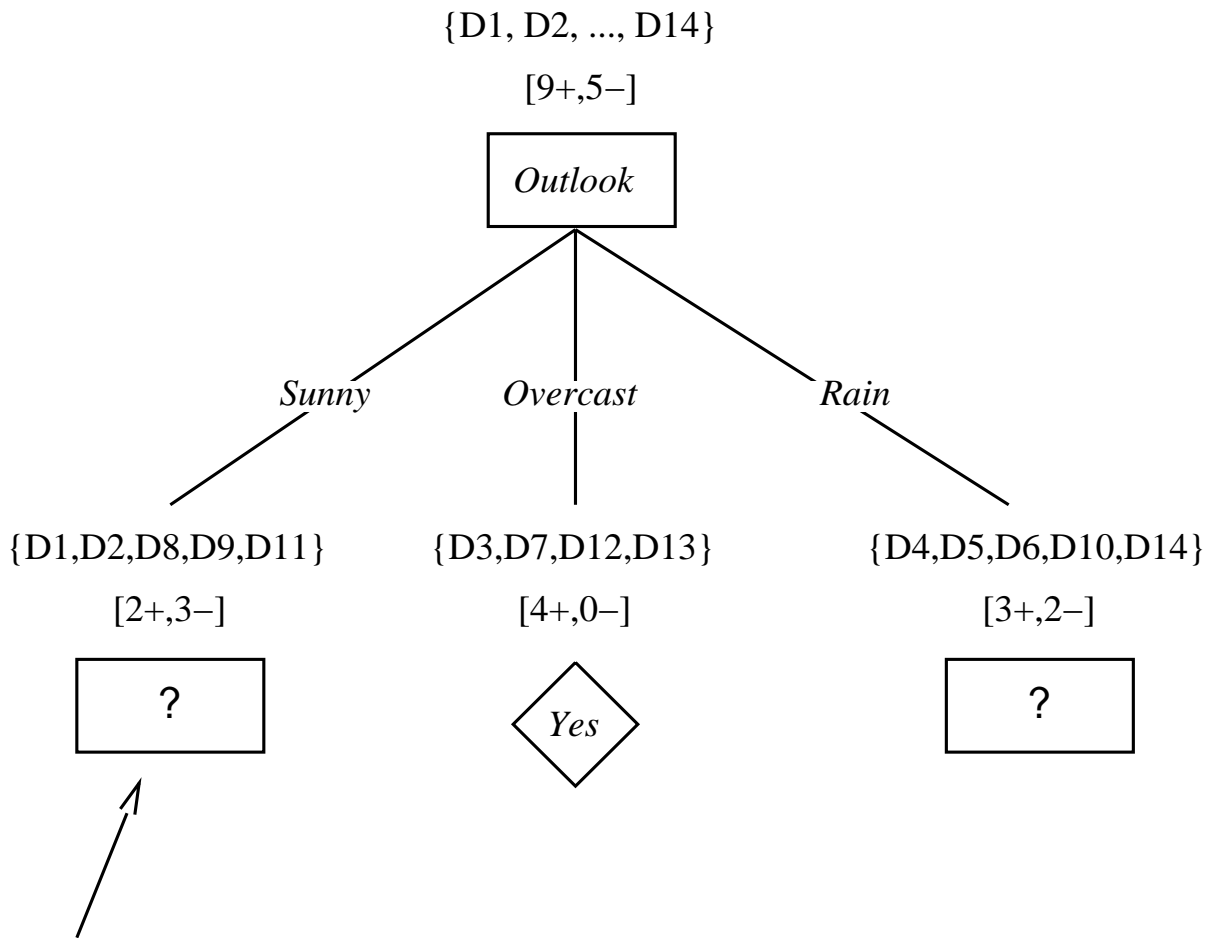 {D1, D2, ..., D14}
[9+,5−]
Outlook
Sunny Overcast Rain
{D1,D2,D8,D9,D11} {D3,D7,D12,D13} {D4,D5,D6,D10,D14}
[2+,3−] [4+,0−] [3+,2−]
? Yes ?